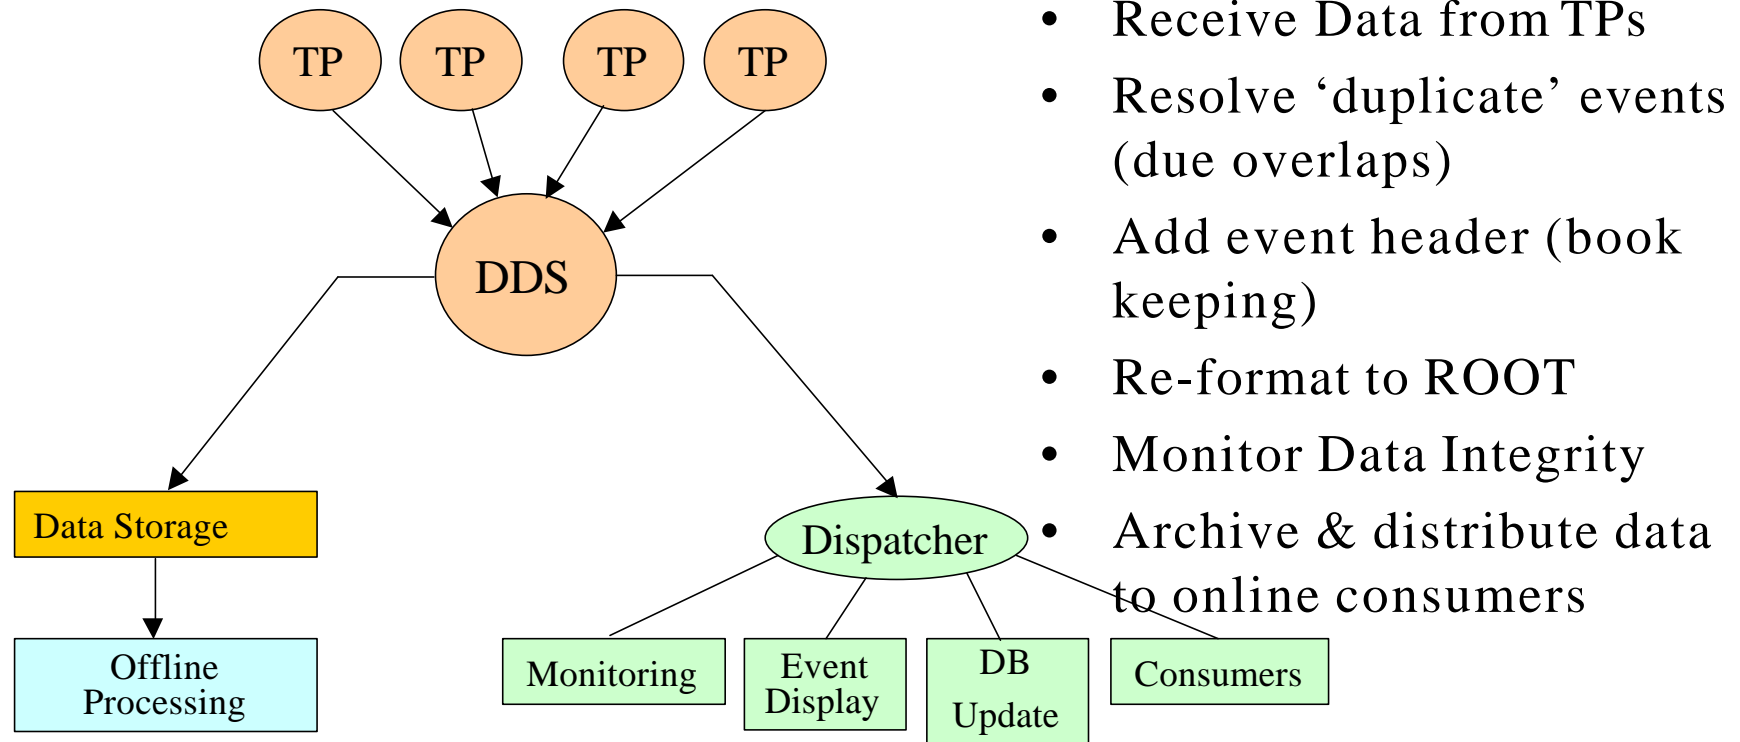 TP TP TP TP
DDS
Data Storage
Offline
Processing
Dispatcher
Monitoring
Event
Display
DB
Update
Consumers
• Receive Data from TPs
• Resolve ‘duplicate’ events
(due overlaps)
• Add event header (book
keeping)
• Re-format to ROOT
• Monitor Data Integrity
• Archive & distribute data
to online consumers